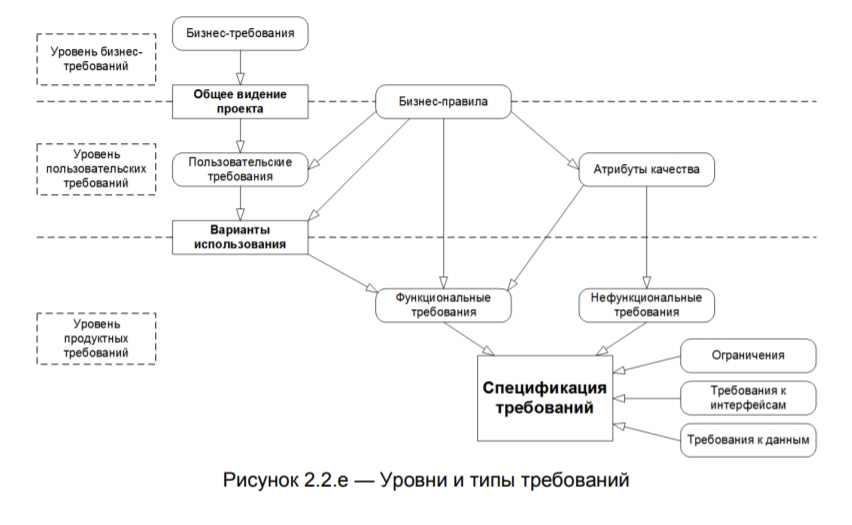 Бизнес-требования
Уровень бизнес-
требований
Общее видение
проекта
Бизнес-правила
Уровень
пользовательских
требований
Пользовательские
требования
Атрибуты качества
Варианты
использования
Функциональные
требования
Нефункциональные
требования
Уровень
продуктных
требований
Спецификация
требований
Ограничения
Требования к
интерфейсам
Требования к данным
Рисунок 2.2.e — Уровни и типы требований